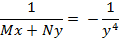 1/(Mx + Ny) = − 1/y⁴